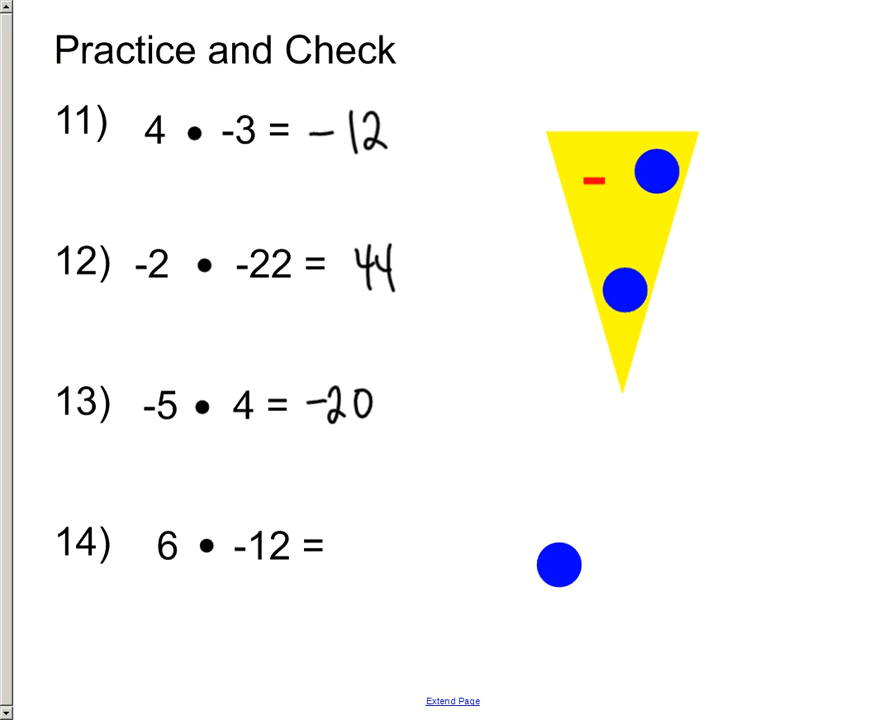 Practice and Check
11) 4 • -3 = -12
12) -2 • -22 = 44
13) -5 • 4 = -20
14) 6 • -12 =
-
Extend Page